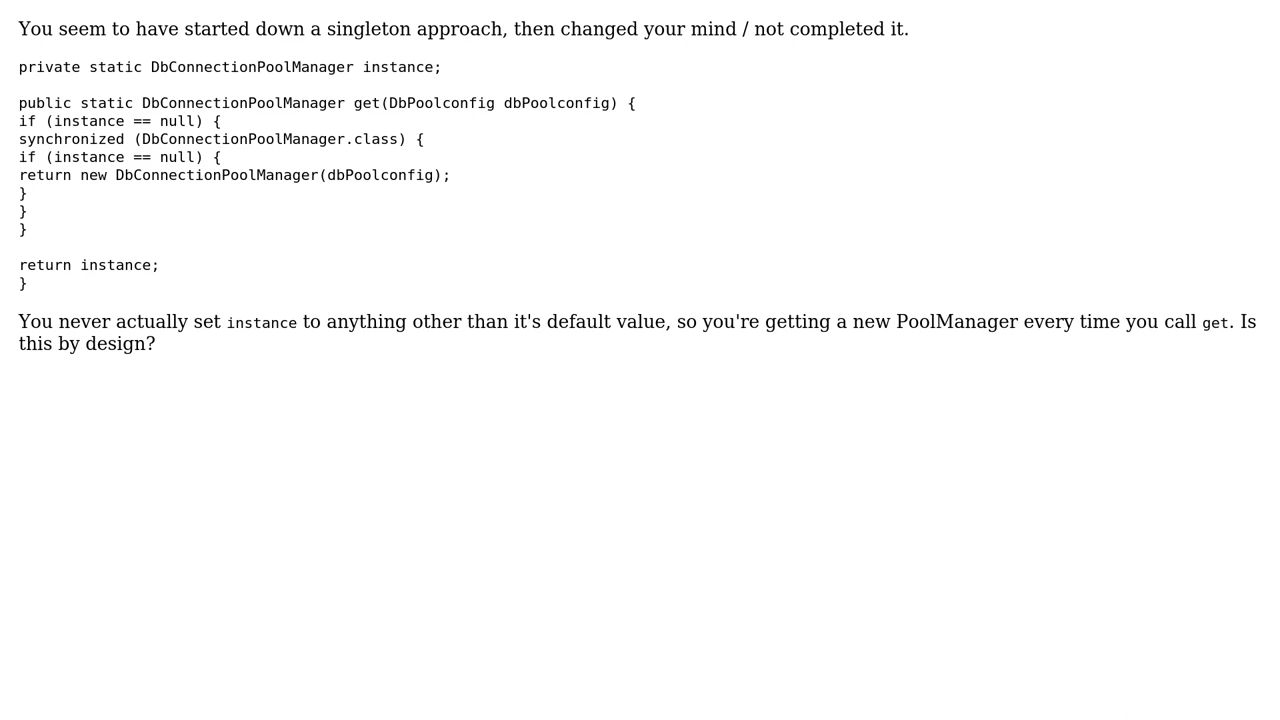 You seem to have started down a singleton approach, then changed your mind / not completed it.
private static DbConnectionPoolManager instance;
public static DbConnectionPoolManager get(DbPoolconfig dbPoolconfig) {
if (instance == null) {
synchronized (DbConnectionPoolManager.class) {
if (instance == null) {
return new DbConnectionPoolManager(dbPoolconfig);
}
}
}
return instance;
}
You never actually set instance to anything other than it's default value, so you're getting a new PoolManager every time you call get. Is
this by design?